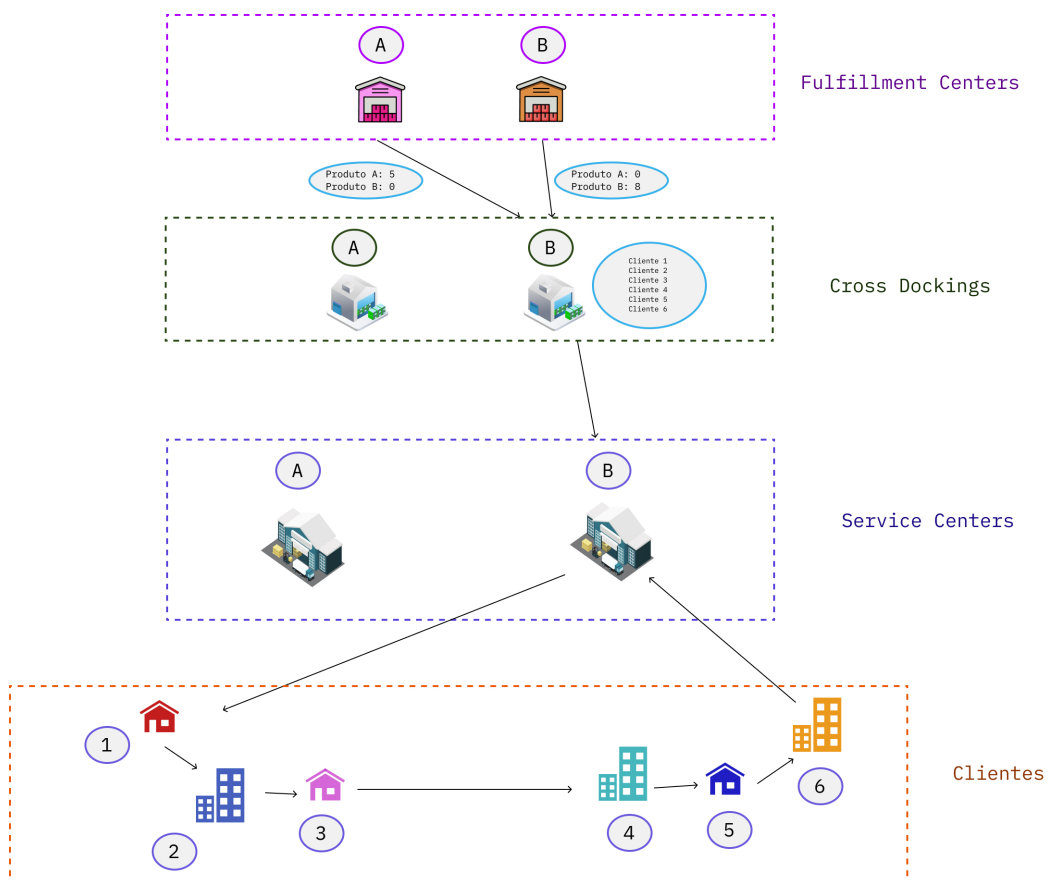 A
B
Fulfillment Centers
Produto A: 5
Produto B: 0
Produto A: 0
Produto B: 8
A
B
Cliente 1
Cliente 2
Cliente 3
Cliente 4
Cliente 5
Cliente 6
Cross Dockings
A
B
Service Centers
1
2
3
4
5
6
Clientes